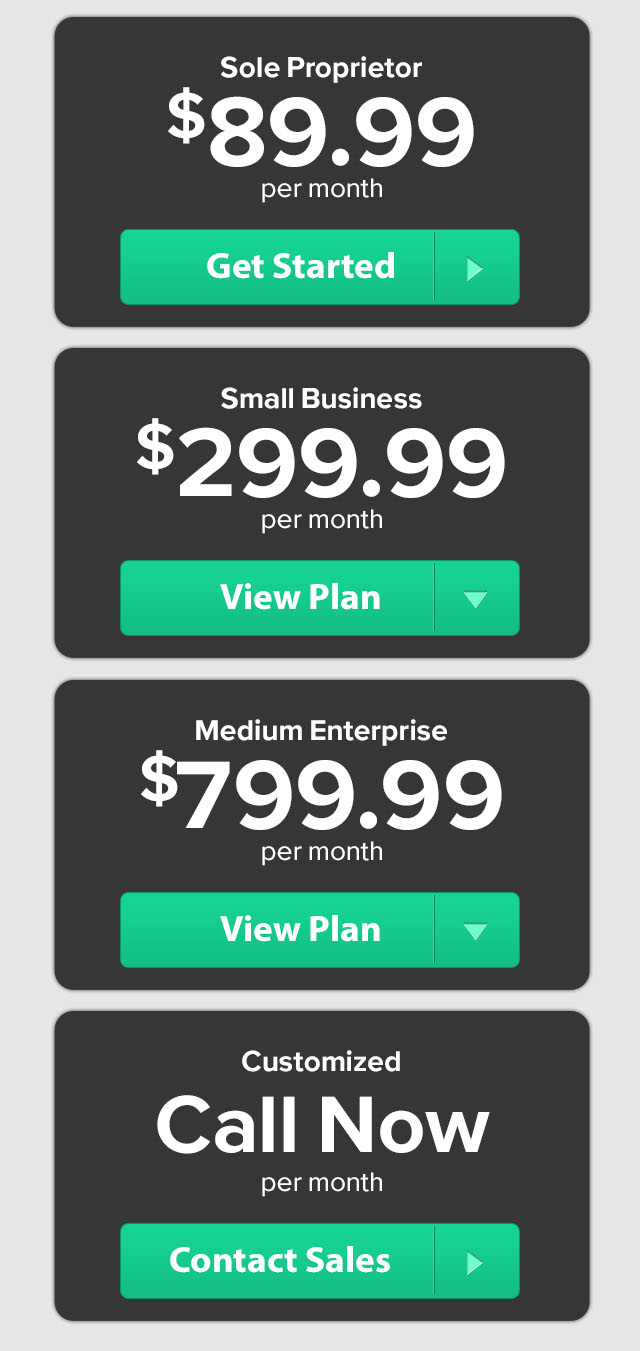 Sole Proprietor
$89.99
per month
Get Started
Small Business
$299.99
per month
View Plan
Medium Enterprise
$799.99
per month
View Plan
Customized
Call Now
per month
Contact Sales